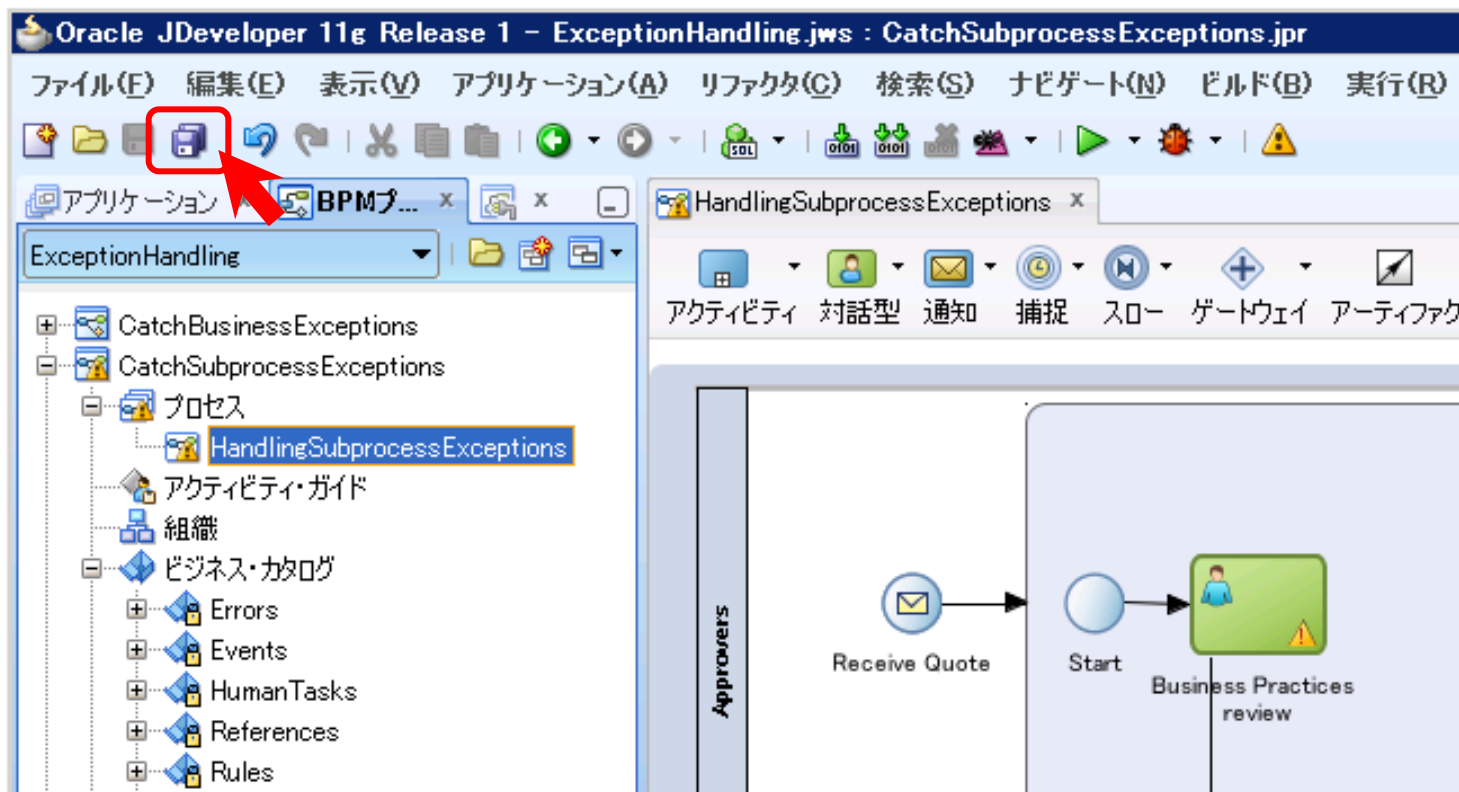 Oracle JDeveloper 11g Release 1 - ExceptionHandling.jws : CatchSubprocessExceptions.jpr
ファイル(F) 編集(E) 表示(V) アプリケーション(A) リファクタ(C) 検索(S) ナビゲート(N) ビルド(B) 実行(R)
アプリケーション BPMプ...
HandlingSubprocessExceptions
ExceptionHandling
アクティビティ 対話型 通知 捕捉 スロー ゲートウェイ アーティファク
CatchBusinessExceptions
CatchSubprocessExceptions
プロセス
HandlingSubprocessExceptions
アクティビティ・ガイド
組織
ビジネス・カタログ
Errors
Events
HumanTasks
References
Rules
Approvers
Receive Quote
Start
Business Practices
review